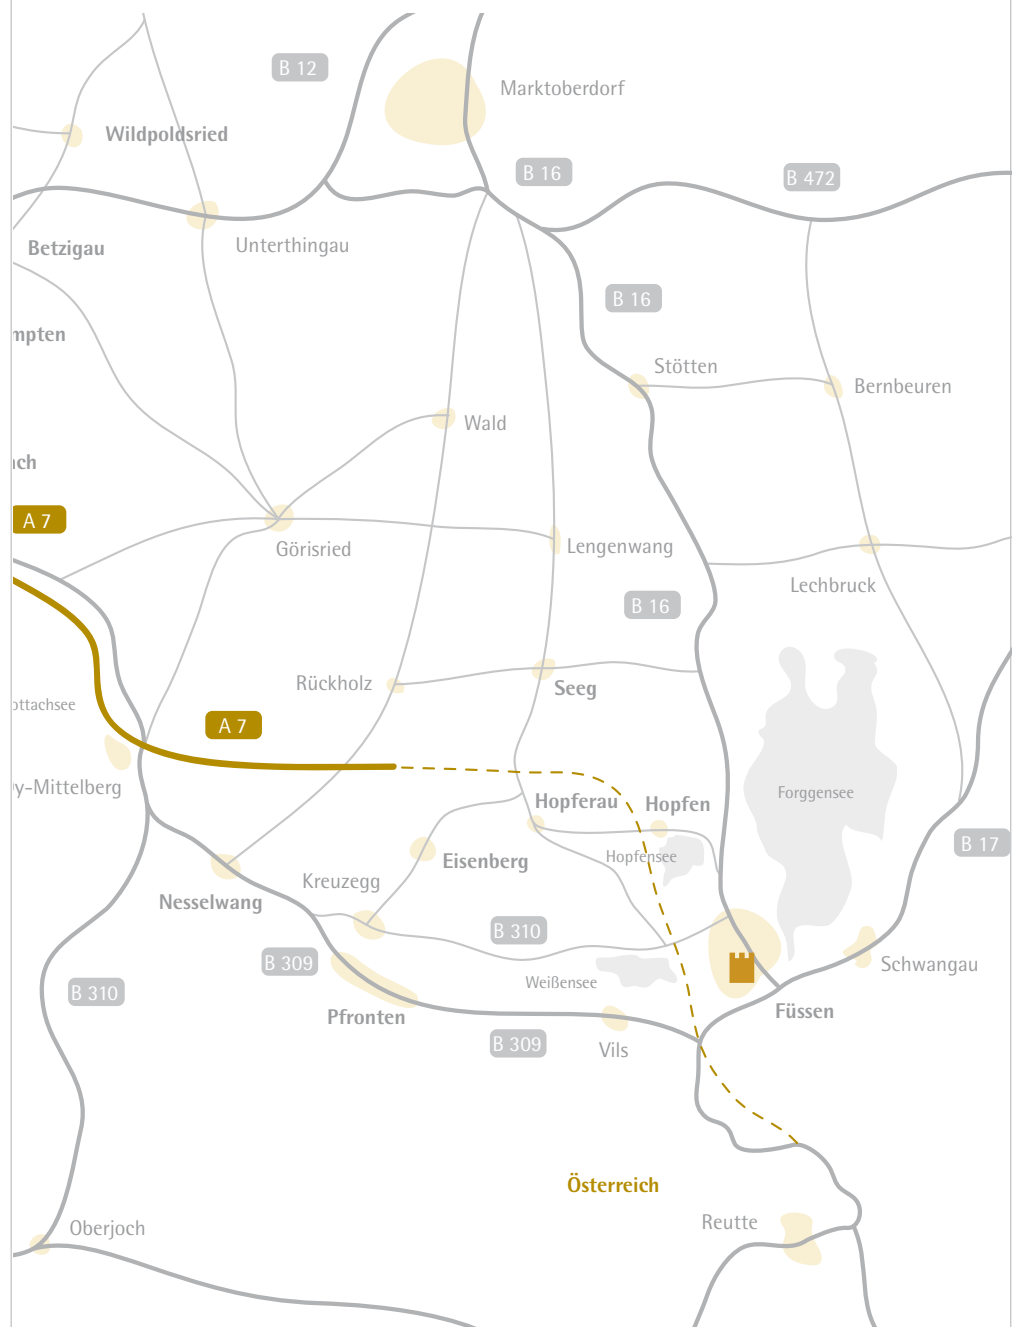 B 12
Marktoberdorf
Wildpoldsried
B 16
B 472
Betzigau
Unterthingau
B 16
mpten
Stötten
Bernbeuren
Wald
ach
A 7
Görisried
Lengenwang
Lechbruck
B 16
Rückholz
Seeg
ottachsee
A 7
y-Mittelberg
Forggensee
Hopferau
Hopfen
B 17
Hopfensee
Eisenberg
Kreuzegg
Nesselwang
B 310
B 309
Schwangau
Weißensee
B 310
Füssen
Pfronten
B 309
Vils
Österreich
Reutte
Oberjoch